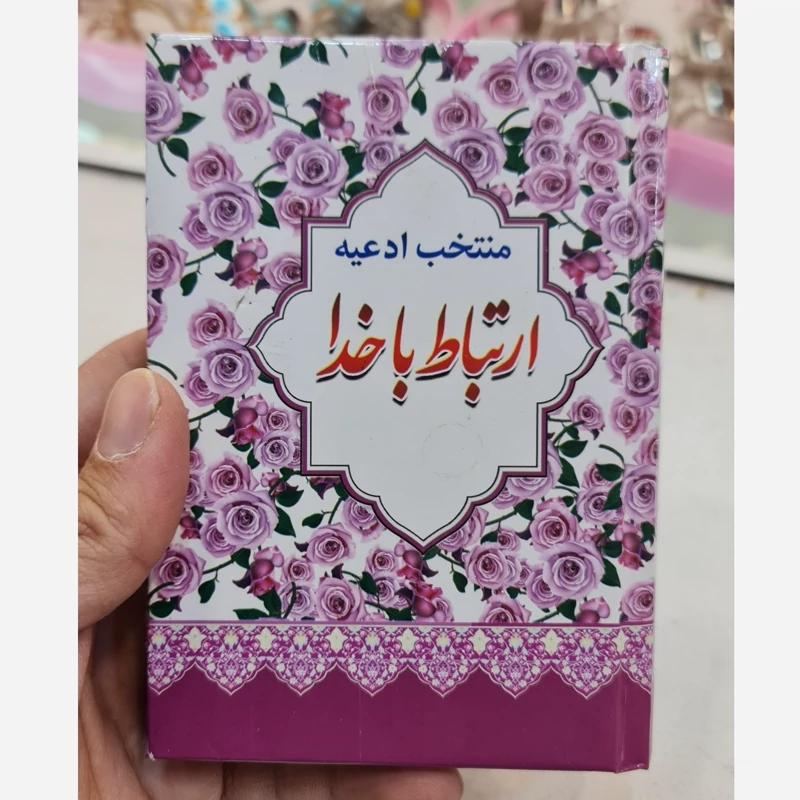 منتخب ادعیه
ارتباط با خدا